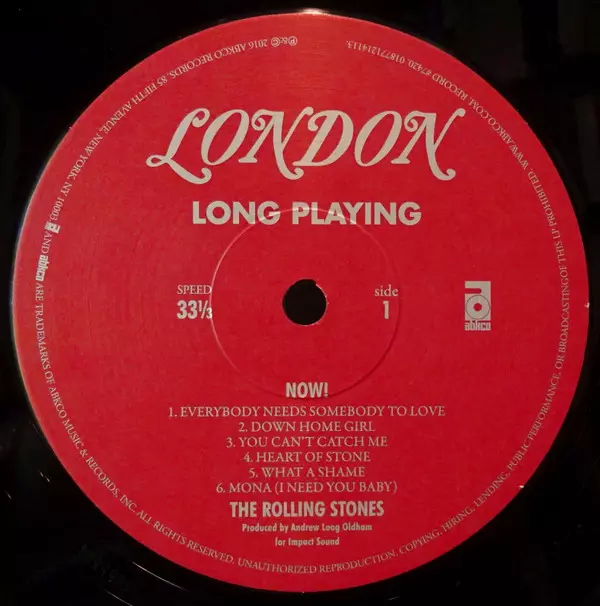 LONDON
LONG PLAYING
SPEED
33⅓
side
1
abkco
NOW!
1. EVERYBODY NEEDS SOMEBODY TO LOVE
2. DOWN HOME GIRL
3. YOU CAN'T CATCH ME
4. HEART OF STONE
5. WHAT A SHAME
6. MONA (I NEED YOU BABY)
THE ROLLING STONES
Produced by Andrew Loog Oldham
for Impact Sound
℗&© 2016 ABKCO RECORDS, 85 FIFTH AVENUE, NEW YORK, NY 10003 AND abkco ARE TRADEMARKS OF ABKCO MUSIC & RECORDS, INC. ALL RIGHTS RESERVED. UNAUTHORIZED REPRODUCTION, COPYING, HIRING, LENDING, PUBLIC PERFORMANCE, OR BROADCASTING OF THIS LP PROHIBITED. WWW.ABKCO.COM RECORD #7420, 018771214113.